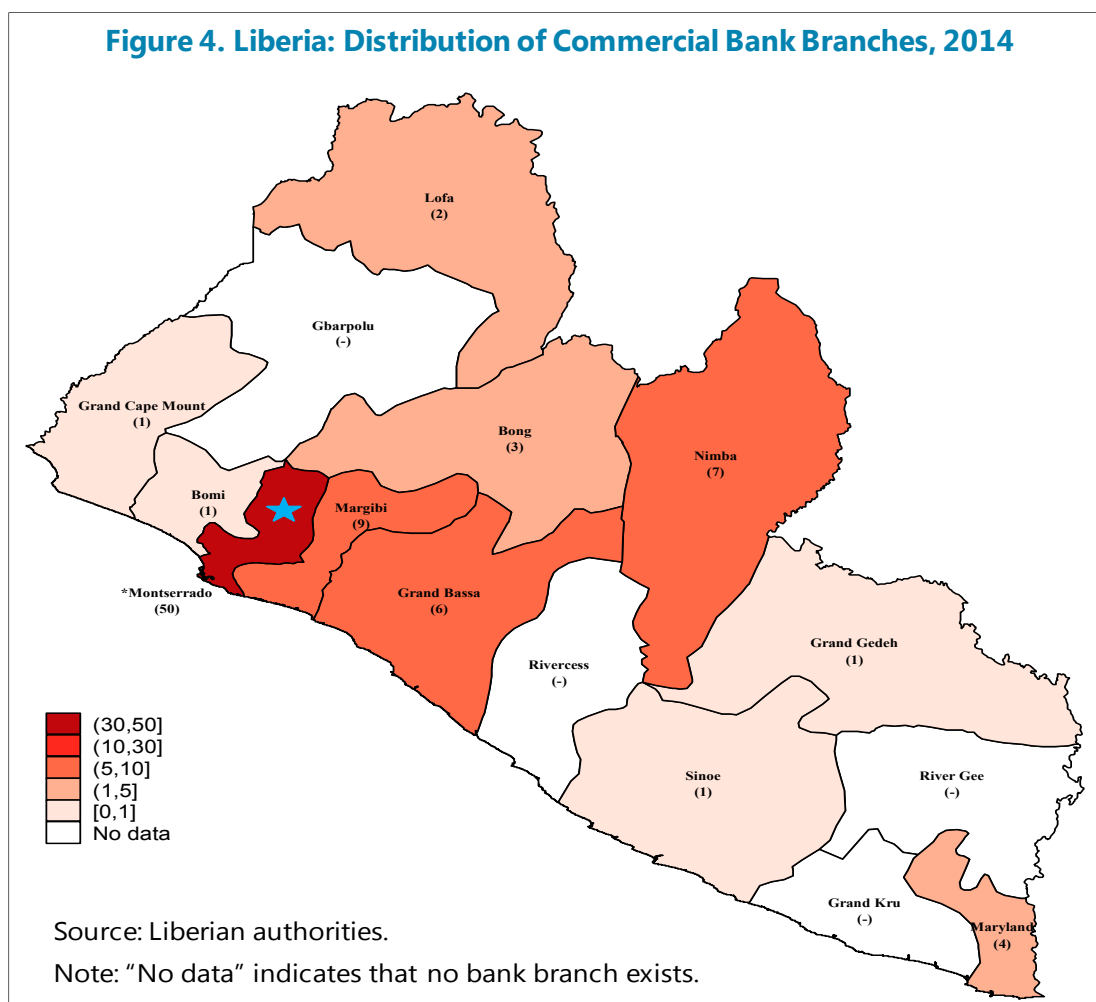 Figure 4. Liberia: Distribution of Commercial Bank Branches, 2014
Lofa
(2)
Gbarpolu
(-)
Grand Cape Mount
(1)
Bong
(3)
Nimba
(7)
Bomi
(1)
Margibi
(9)
*Montserrado
(50)
Grand Bassa
(6)
Grand Gedeh
(1)
Rivercess
(-)
Sinoe
(1)
River Gee
(-)
Grand Kru
(-)
Maryland
(4)
(30,50]
(10,30]
(5,10]
(1,5]
[0,1]
No data
Source: Liberian authorities.
Note: “No data” indicates that no bank branch exists.